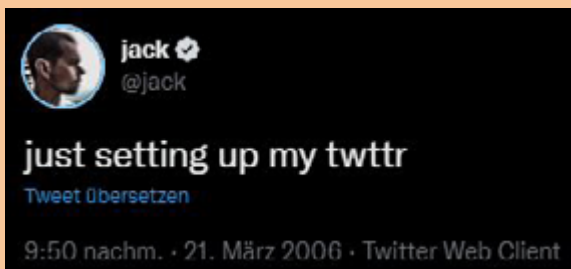 jack
@jack
just setting up my twttr
Tweet übersetzen
9:50 nachm. · 21. März 2006 · Twitter Web Client